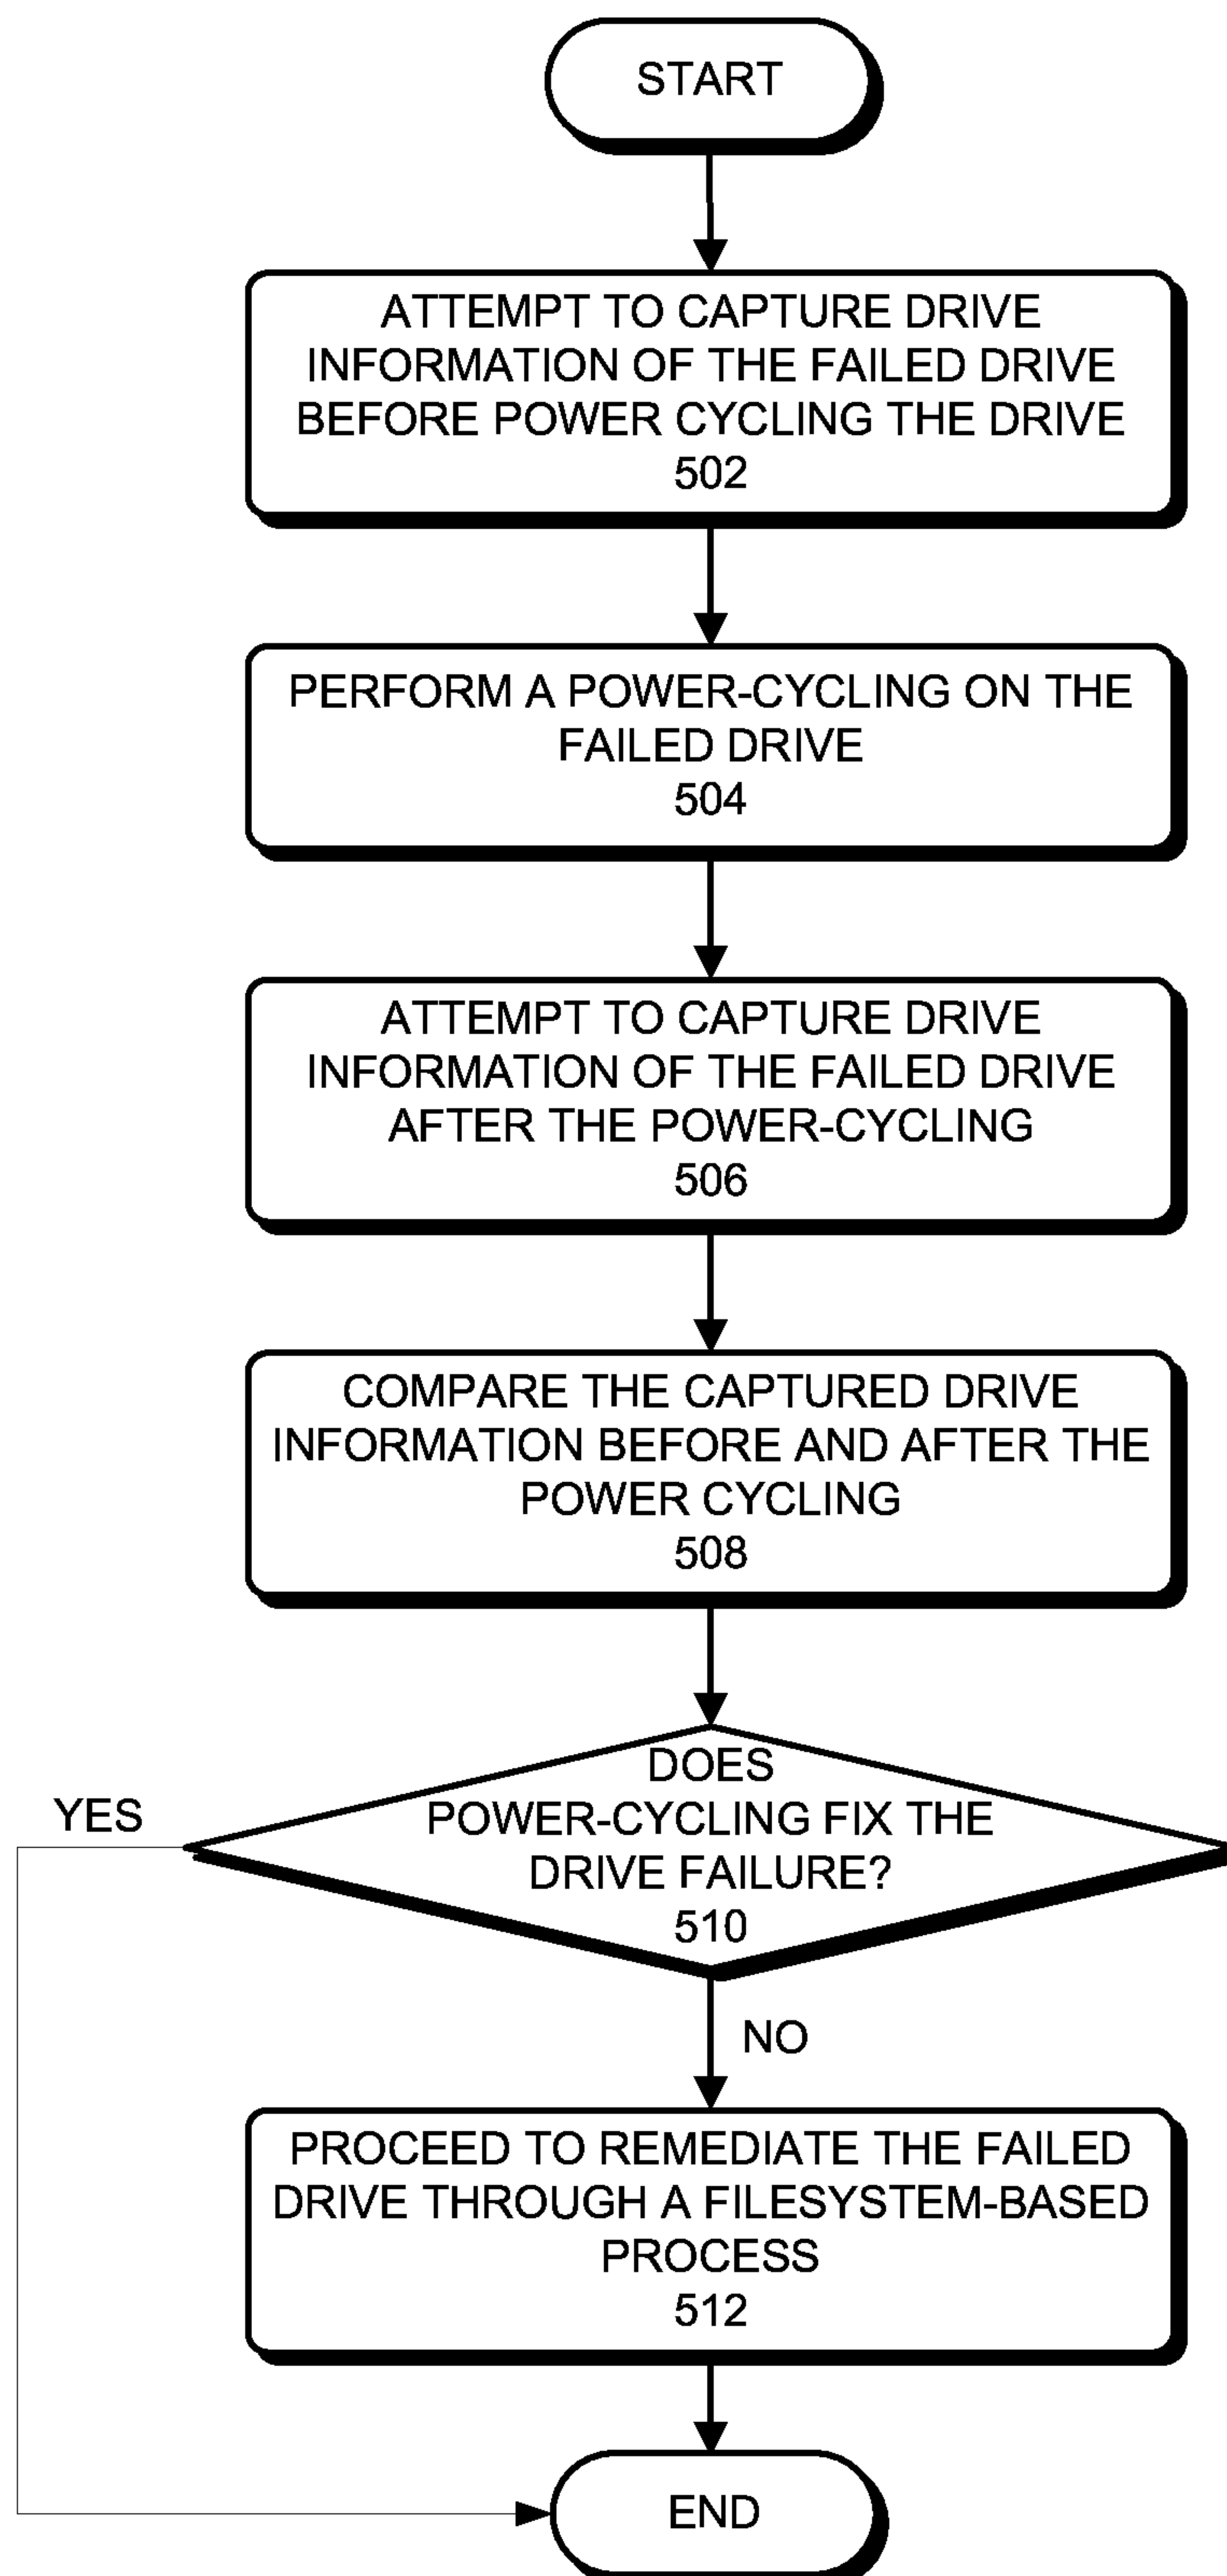 START
ATTEMPT TO CAPTURE DRIVE
INFORMATION OF THE FAILED DRIVE
BEFORE POWER CYCLING THE DRIVE
502
PERFORM A POWER-CYCLING ON THE
FAILED DRIVE
504
ATTEMPT TO CAPTURE DRIVE
INFORMATION OF THE FAILED DRIVE
AFTER THE POWER-CYCLING
506
COMPARE THE CAPTURED DRIVE
INFORMATION BEFORE AND AFTER THE
POWER CYCLING
508
DOES
POWER-CYCLING FIX THE
DRIVE FAILURE?
510
YES
NO
PROCEED TO REMEDIATE THE FAILED
DRIVE THROUGH A FILESYSTEM-BASED
PROCESS
512
END